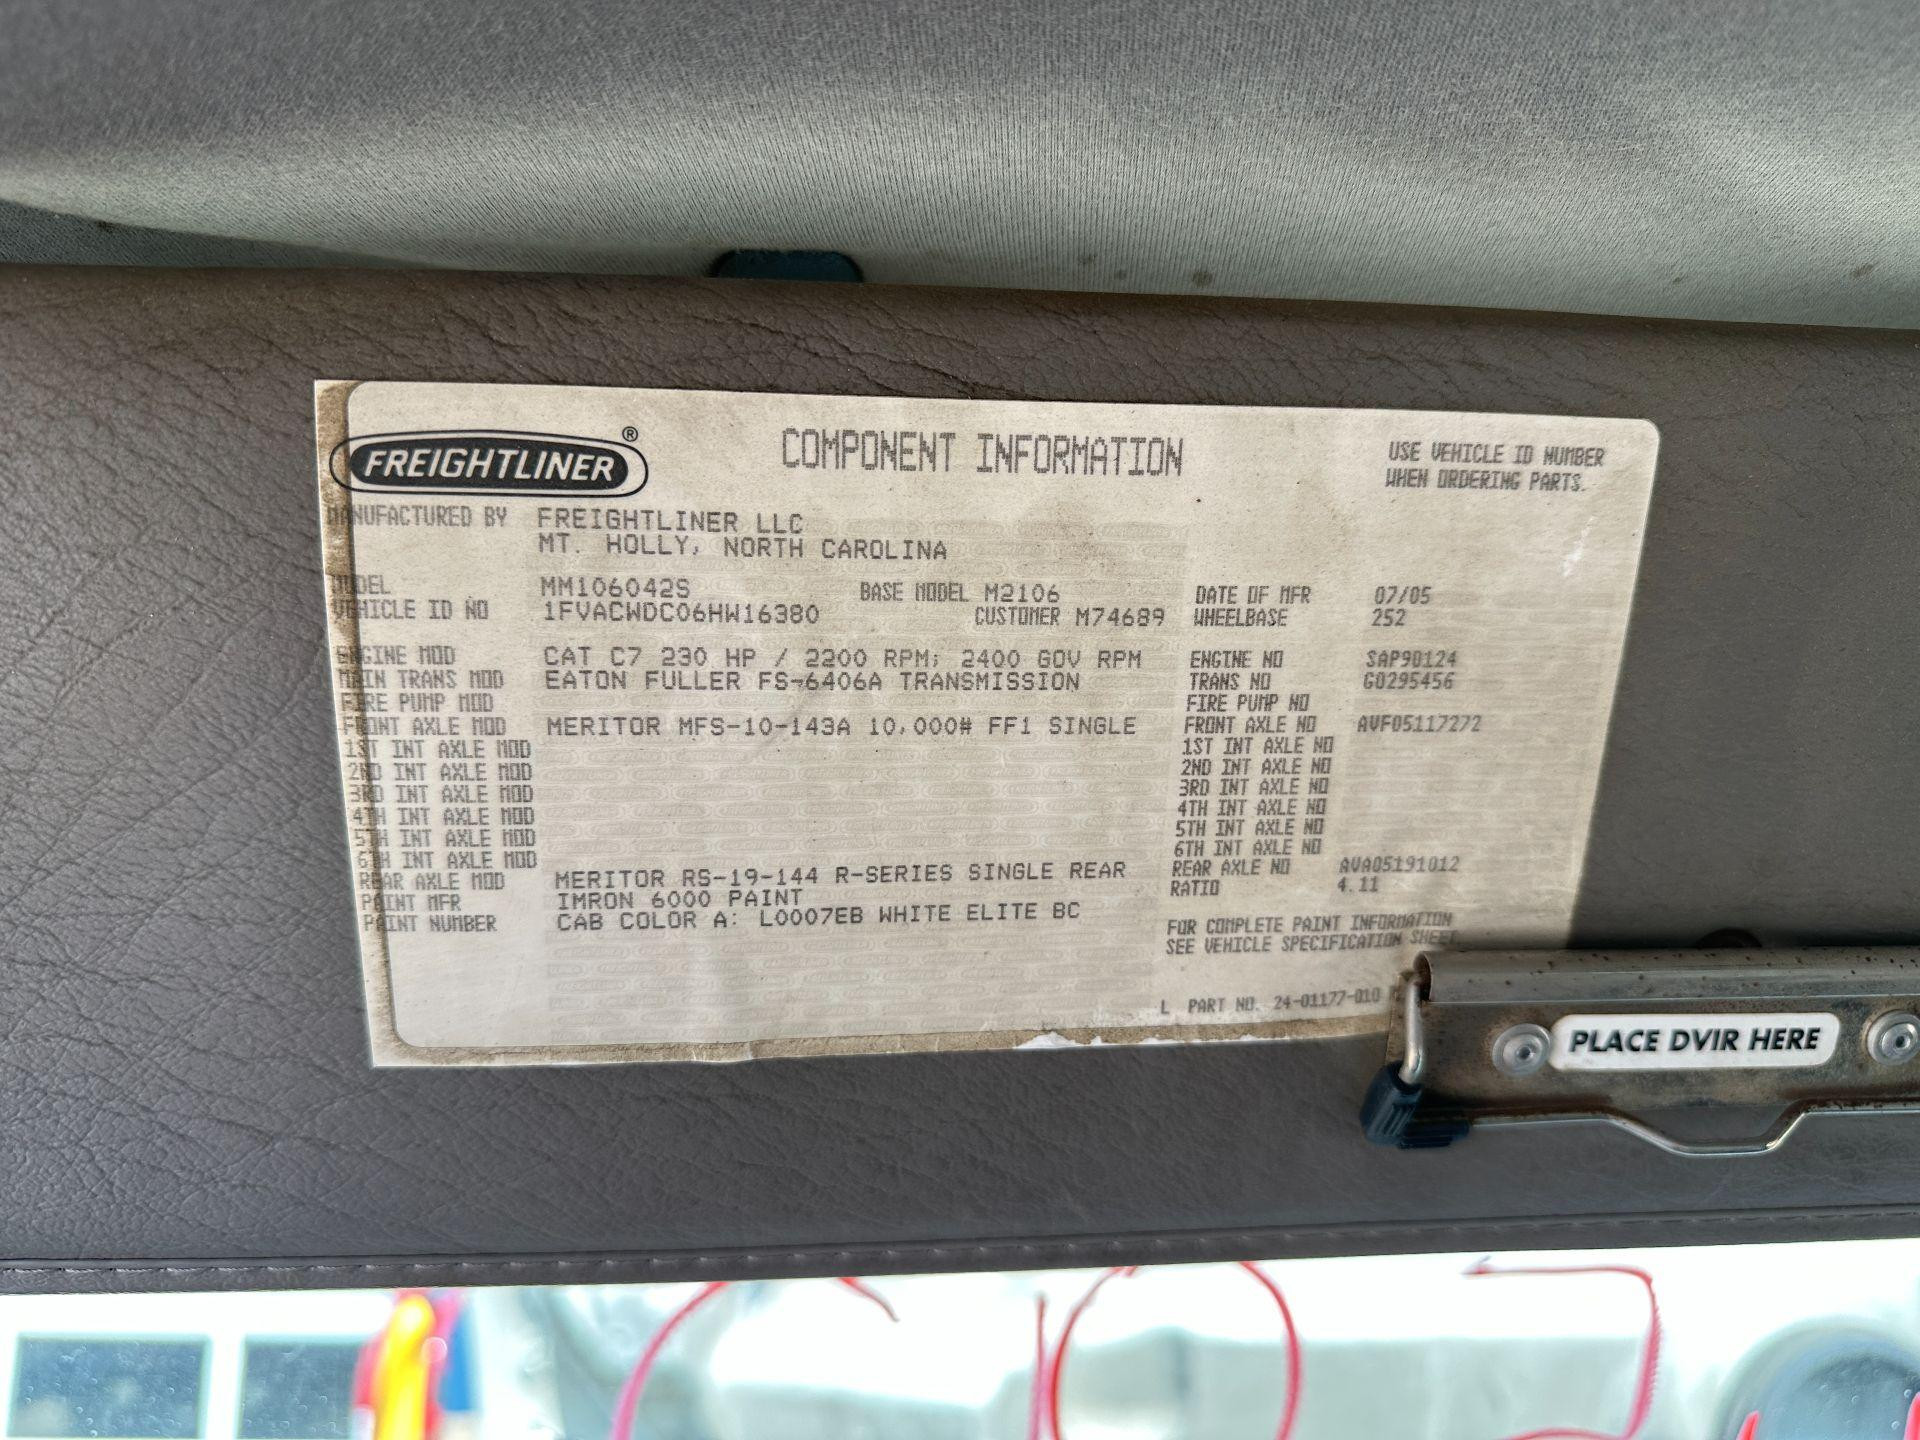 FREIGHTLINER ®
COMPONENT INFORMATION
USE VEHICLE ID NUMBER
WHEN ORDERING PARTS.
MANUFACTURED BY FREIGHTLINER LLC
MT. HOLLY, NORTH CAROLINA
MODEL MM106042S BASE MODEL M2106 DATE OF MFR 07/05
VEHICLE ID NO 1FVACWDC06HW16380 CUSTOMER M74689 WHEELBASE 252
ENGINE MOD CAT C7 230 HP / 2200 RPM; 2400 GOV RPM ENGINE NO SAP90124
MAIN TRANS MOD EATON FULLER FS-6406A TRANSMISSION TRANS NO G0295456
FIRE PUMP MOD FIRE PUMP NO
FRONT AXLE MOD MERITOR MFS-10-143A 10,000# FF1 SINGLE FRONT AXLE NO AVF05117272
1ST INT AXLE MOD 1ST INT AXLE NO
2ND INT AXLE MOD 2ND INT AXLE NO
3RD INT AXLE MOD 3RD INT AXLE NO
4TH INT AXLE MOD 4TH INT AXLE NO
5TH INT AXLE MOD 5TH INT AXLE NO
6TH INT AXLE MOD 6TH INT AXLE NO
REAR AXLE MOD MERITOR RS-19-144 R-SERIES SINGLE REAR REAR AXLE NO AVA05191012
PAINT MFR IMRON 6000 PAINT RATIO 4.11
PAINT NUMBER CAB COLOR A: L0007EB WHITE ELITE BC
FOR COMPLETE PAINT INFORMATION
SEE VEHICLE SPECIFICATION SHEET.
L PART NO. 24-01177-010
PLACE DVIR HERE